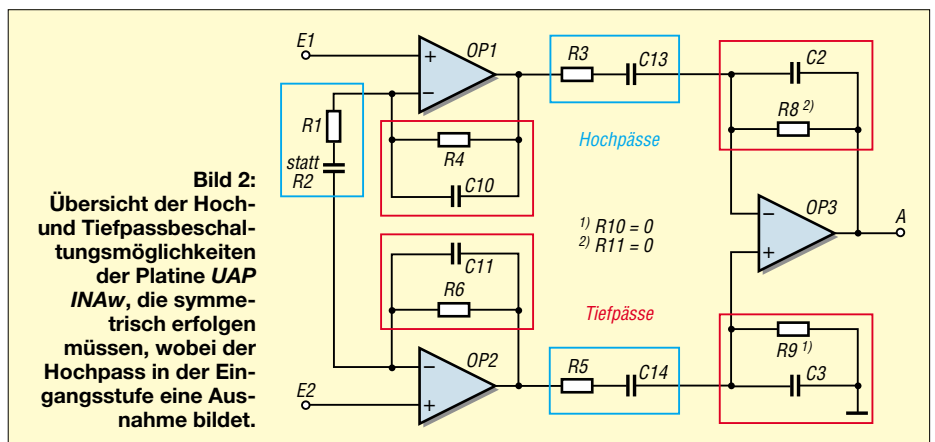 Bild 2:
Übersicht der Hoch-
und Tiefpassbeschal-
tungsmöglichkeiten
der Platine UAP
INAw, die symme-
trisch erfolgen
müssen, wobei der
Hochpass in der Ein-
gangsstufe eine Aus-
nahme bildet.
E1
OP1
+
−
R1
statt
R2
R4
C10
C11
R6
OP2
−
+
E2
R3
C13
Hochpässe
1) R10 = 0
2) R11 = 0
Tiefpässe
R5
C14
C2
R8 2)
OP3
−
+
A
R9 1)
C3